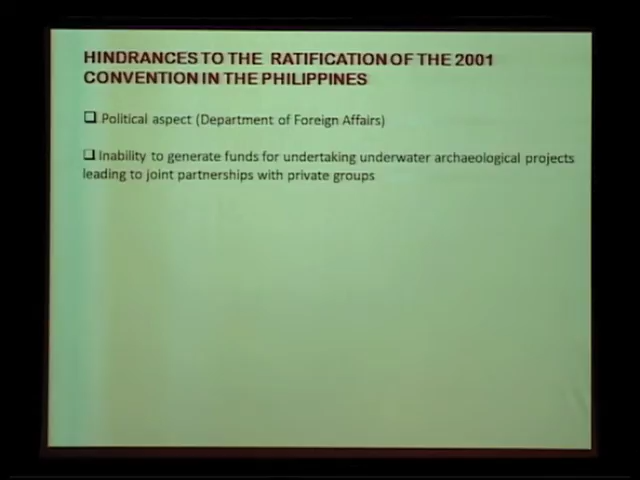 HINDRANCES TO THE RATIFICATION OF THE 2001
CONVENTION IN THE PHILIPPINES
❑ Political aspect (Department of Foreign Affairs)
❑ Inability to generate funds for undertaking underwater archaeological projects
leading to joint partnerships with private groups